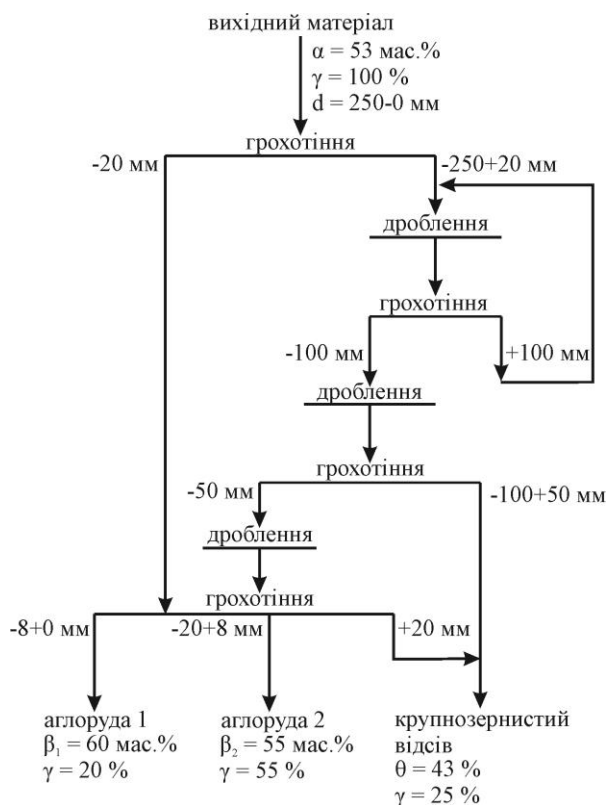 вихідний матеріал
α = 53 мас.%
γ = 100 %
d = 250-0 мм
грохотіння
-20 мм
-250+20 мм
дроблення
грохотіння
-100 мм
+100 мм
дроблення
грохотіння
-50 мм
-100+50 мм
дроблення
грохотіння
-8+0 мм
-20+8 мм
+20 мм
аглоруда 1
β₁ = 60 мас.%
γ = 20 %
аглоруда 2
β₂ = 55 мас.%
γ = 55 %
крупнозернистий
відсів
θ = 43 %
γ = 25 %